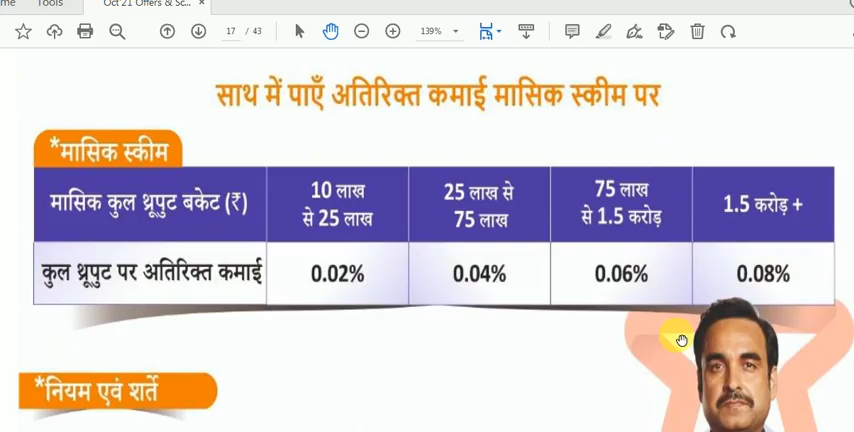 Tools
Oct'21 Offers & Sc... ×
17 / 43
139%
साथ में पाएँ अतिरिक्त कमाई मासिक स्कीम पर
*मासिक स्कीम
मासिक कुल थ्रूपुट बकेट (₹)
10 लाख
से 25 लाख
25 लाख से
75 लाख
75 लाख
से 1.5 करोड़
1.5 करोड़ +
कुल थ्रूपुट पर अतिरिक्त कमाई
0.02%
0.04%
0.06%
0.08%
*नियम एवं शर्ते